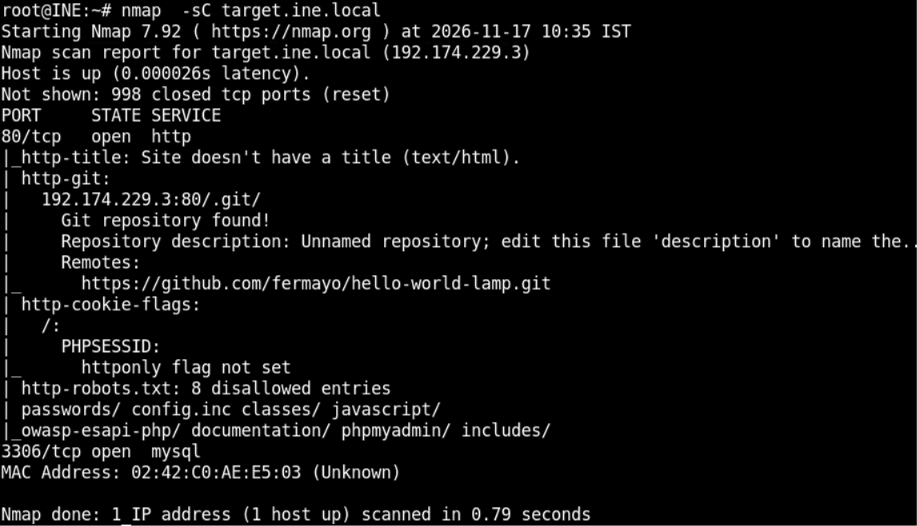 root@INE:~# nmap  -sC target.ine.local
Starting Nmap 7.92 ( https://nmap.org ) at 2026-11-17 10:35 IST
Nmap scan report for target.ine.local (192.174.229.3)
Host is up (0.000026s latency).
Not shown: 998 closed tcp ports (reset)
PORT     STATE SERVICE
80/tcp   open  http
|_http-title: Site doesn't have a title (text/html).
| http-git:
|   192.174.229.3:80/.git/
|     Git repository found!
|     Repository description: Unnamed repository; edit this file 'description' to name the..
|     Remotes:
|_      https://github.com/fermayo/hello-world-lamp.git
| http-cookie-flags:
|   /:
|     PHPSESSID:
|_      httponly flag not set
| http-robots.txt: 8 disallowed entries
| passwords/ config.inc classes/ javascript/
|_owasp-esapi-php/ documentation/ phpmyadmin/ includes/
3306/tcp open  mysql
MAC Address: 02:42:C0:AE:E5:03 (Unknown)

Nmap done: 1 IP address (1 host up) scanned in 0.79 seconds